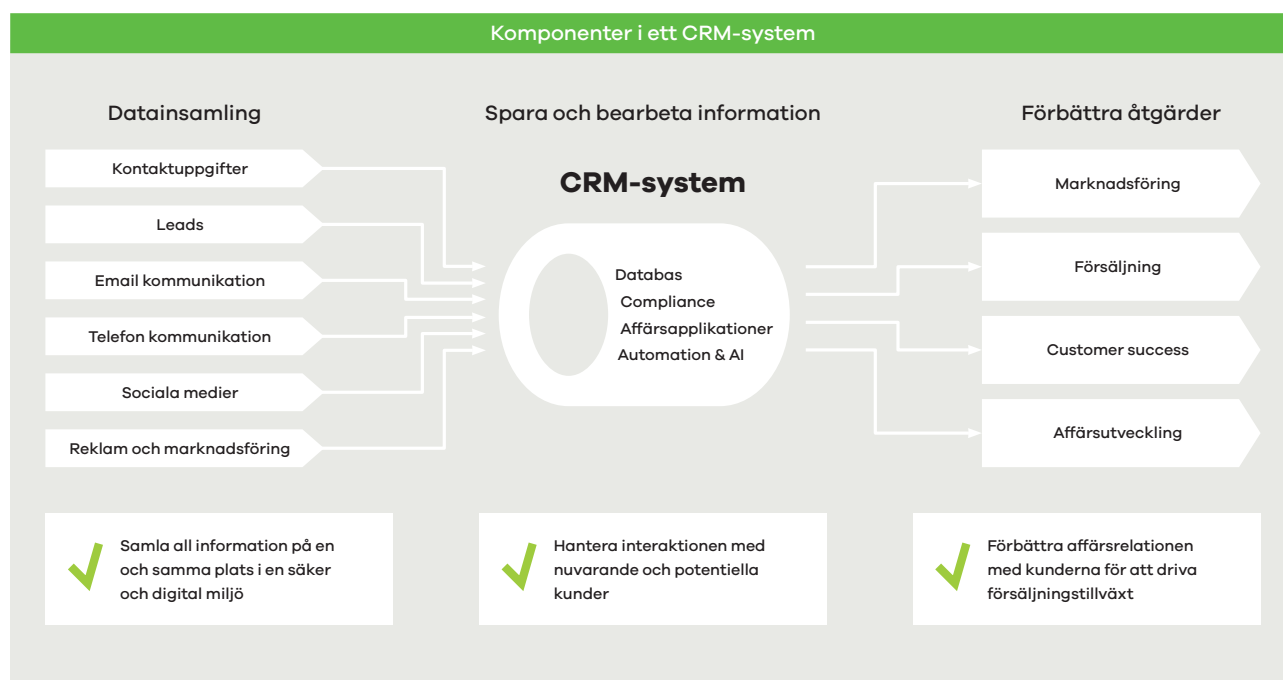 Komponenter i ett CRM-system
Datainsamling
Kontaktuppgifter
Leads
Email kommunikation
Telefon kommunikation
Sociala medier
Reklam och marknadsföring
Samla all information på en
och samma plats i en säker
och digital miljö
Spara och bearbeta information
CRM-system
Databas
Compliance
Affärsapplikationer
Automation & AI
Hantera interaktionen med
nuvarande och potentiella
kunder
Förbättra åtgärder
Marknadsföring
Försäljning
Customer success
Affärsutveckling
Förbättra affärsrelationen
med kunderna för att driva
försäljningstillväxt